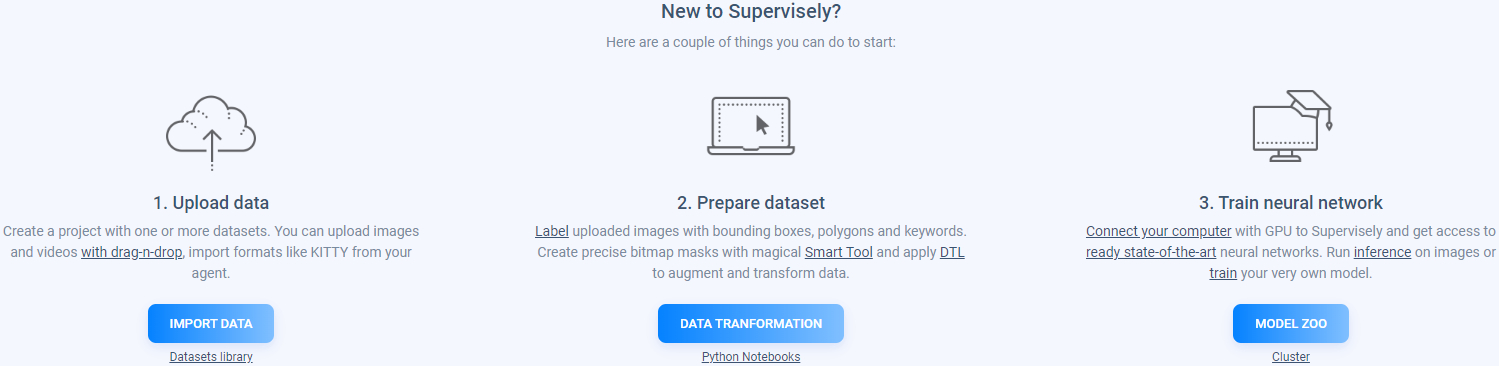 New to Supervisely?
Here are a couple of things you can do to start:
1. Upload data
Create a project with one or more datasets. You can upload images
and videos with drag-n-drop, import formats like KITTY from your
agent.
IMPORT DATA
Datasets library
2. Prepare dataset
Label uploaded images with bounding boxes, polygons and keywords.
Create precise bitmap masks with magical Smart Tool and apply DTL
to augment and transform data.
DATA TRANFORMATION
Python Notebooks
3. Train neural network
Connect your computer with GPU to Supervisely and get access to
ready state-of-the-art neural networks. Run inference on images or
train your very own model.
MODEL ZOO
Cluster